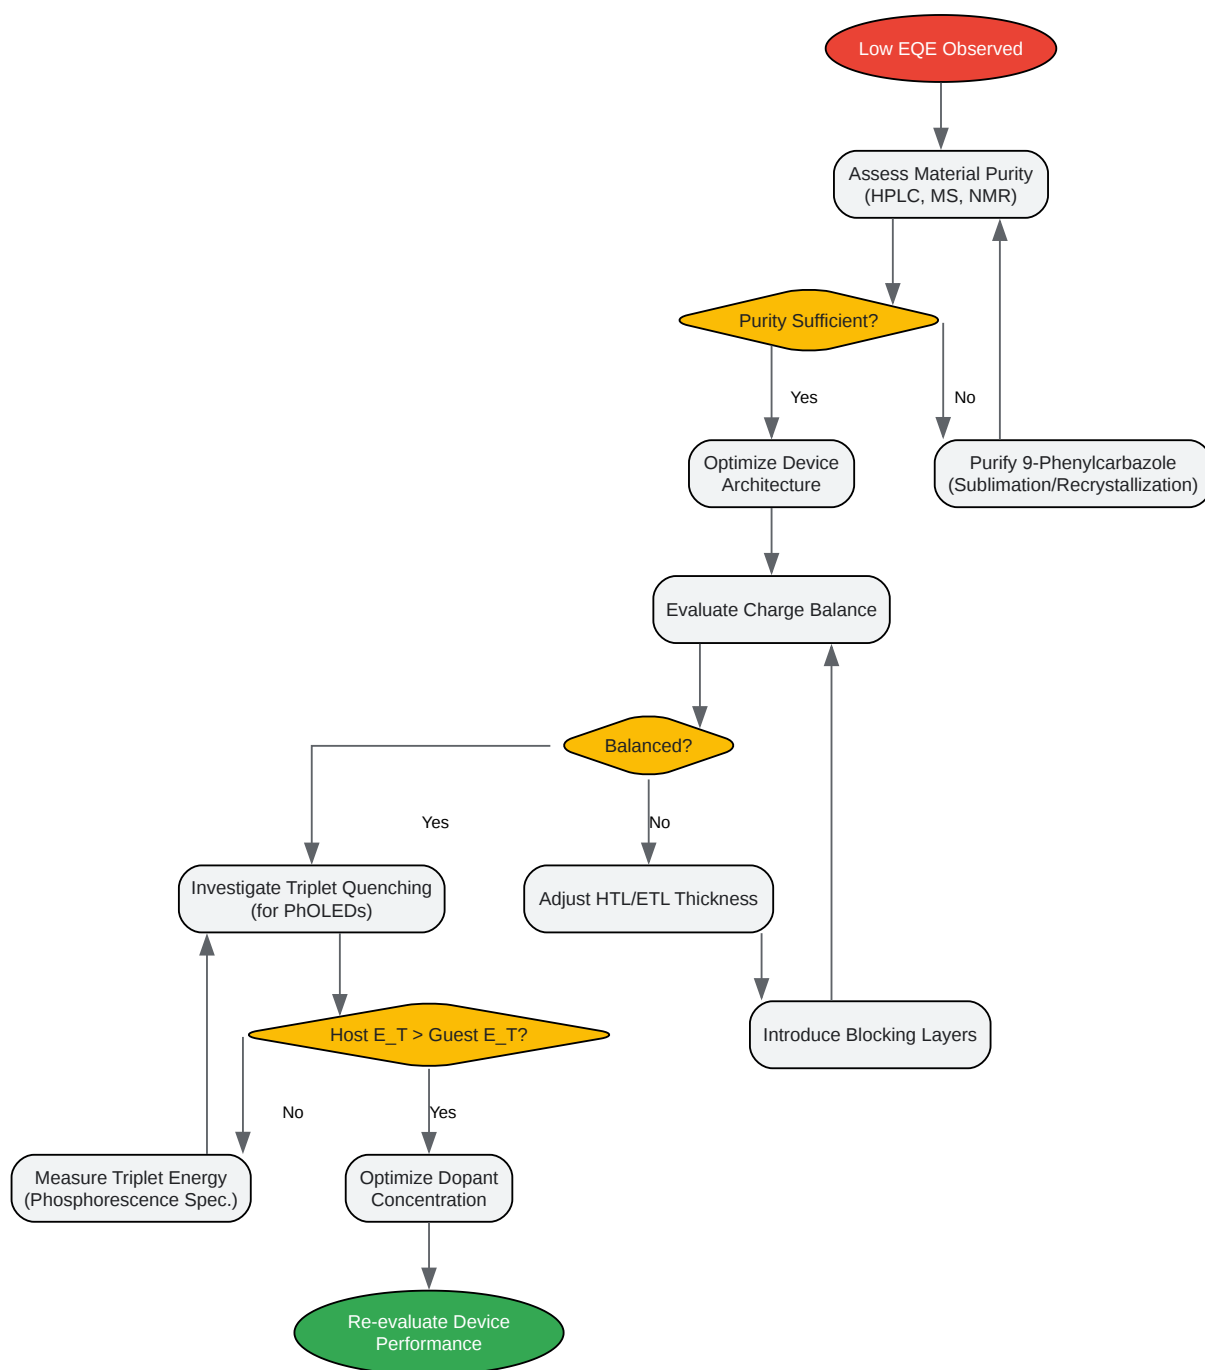 Low EQE Observed
Assess Material Purity
(HPLC, MS, NMR)
Purity Sufficient?
Yes
No
Optimize Device
Architecture
Purify 9-Phenylcarbazole
(Sublimation/Recrystallization)
Evaluate Charge Balance
Balanced?
Yes
No
Investigate Triplet Quenching
(for PhOLEDs)
Adjust HTL/ETL Thickness
Host E_T > Guest E_T?
Introduce Blocking Layers
No
Yes
Measure Triplet Energy
(Phosphorescence Spec.)
Optimize Dopant
Concentration
Re-evaluate Device
Performance